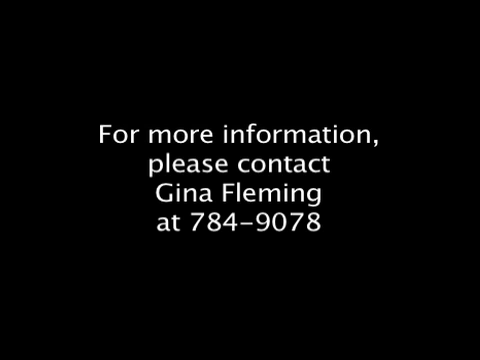 For more information,
please contact
Gina Fleming
at 784-9078